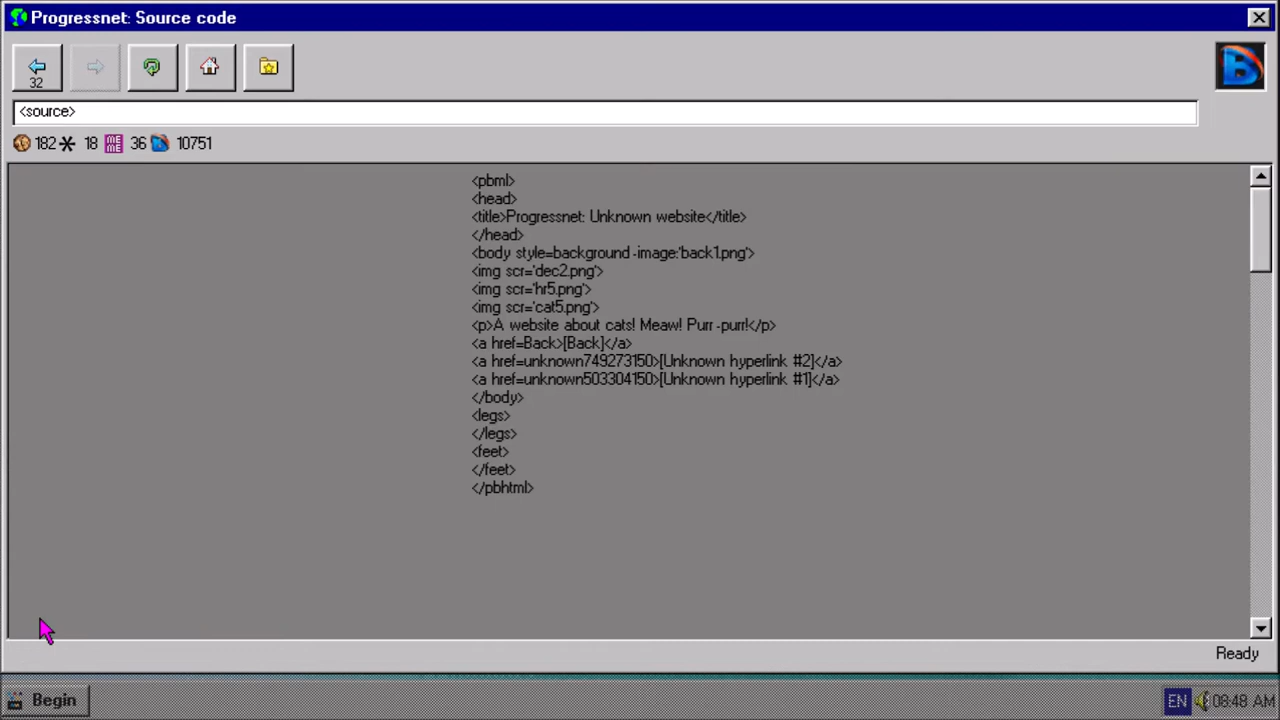 Progressnet: Source code
32
<source>
182 18 36 10751
<pbml>
<head>
<title>Progressnet: Unknown website</title>
</head>
<body style=background-image:'back1.png'>
<img scr='dec2.png'>
<img scr='hr5.png'>
<img scr='cat5.png'>
<p>A website about cats! Meaw! Purr-purr!</p>
<a href=Back>[Back]</a>
<a href=unknown749273150>[Unknown hyperlink #2]</a>
<a href=unknown503304150>[Unknown hyperlink #1]</a>
</body>
<legs>
</legs>
<feet>
</feet>
</pbhtml>
Ready
Begin
EN 08:48 AM